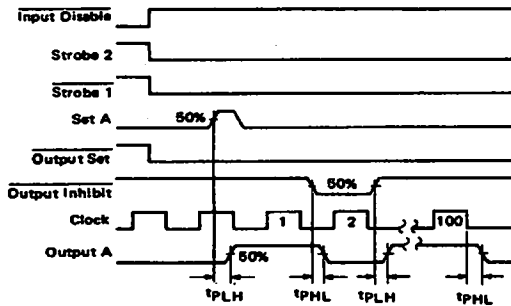 Input Disable
Strobe 2
Strobe 1
Set A
50%
Output Set
Output Inhibit
50%
Clock
1
2
100
Output A
50%
tPLH
tPHL
tPLH
tPHL